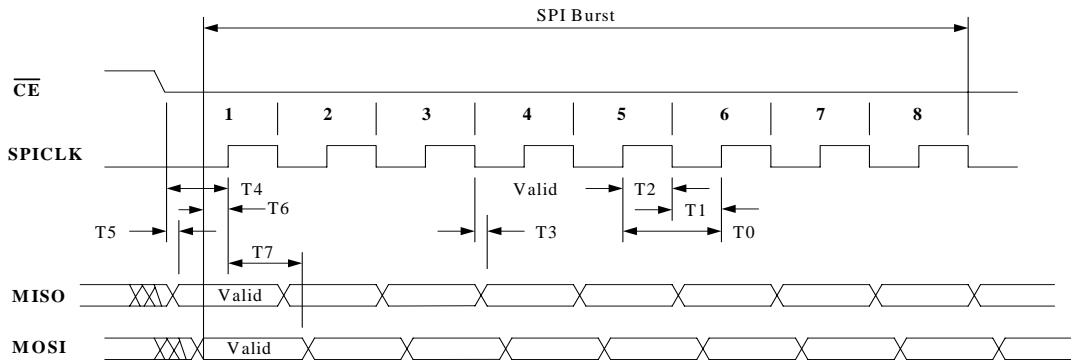 SPI Burst
CE
1 2 3 4 5 6 7 8
SPICLK
T4 Valid T2
T6 T1
T5 T3 T0
T7
MISO Valid
MOSI Valid